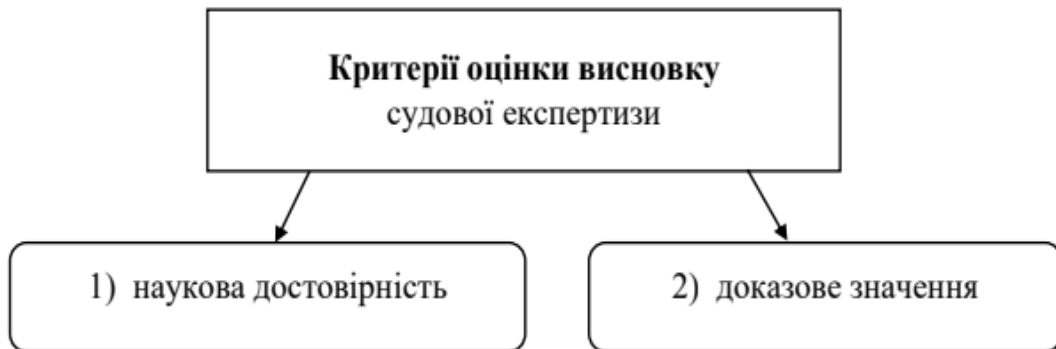 Критерії оцінки висновку
судової експертизи
1) наукова достовірність
2) доказове значення